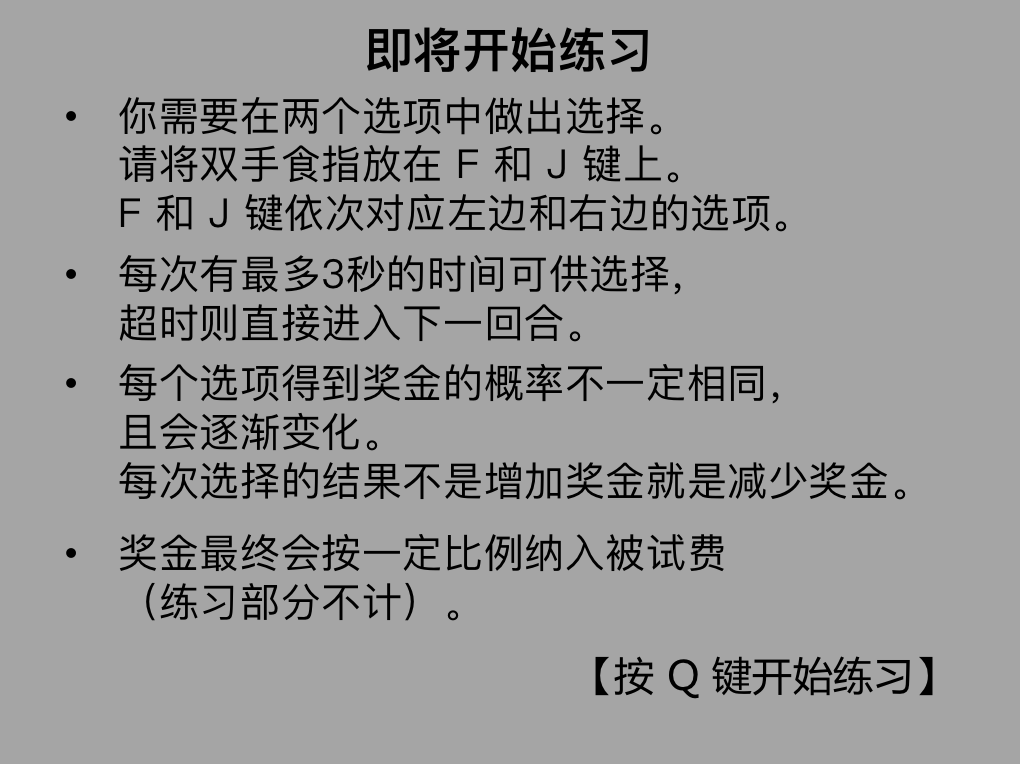 即将开始练习
• 你需要在两个选项中做出选择。
请将双手食指放在 F 和 J 键上。
F 和 J 键依次对应左边和右边的选项。
• 每次有最多3秒的时间可供选择，
超时则直接进入下一回合。
• 每个选项得到奖金的概率不一定相同，
且会逐渐变化。
每次选择的结果不是增加奖金就是减少奖金。
• 奖金最终会按一定比例纳入被试费
（练习部分不计）。
【按 Q 键开始练习】